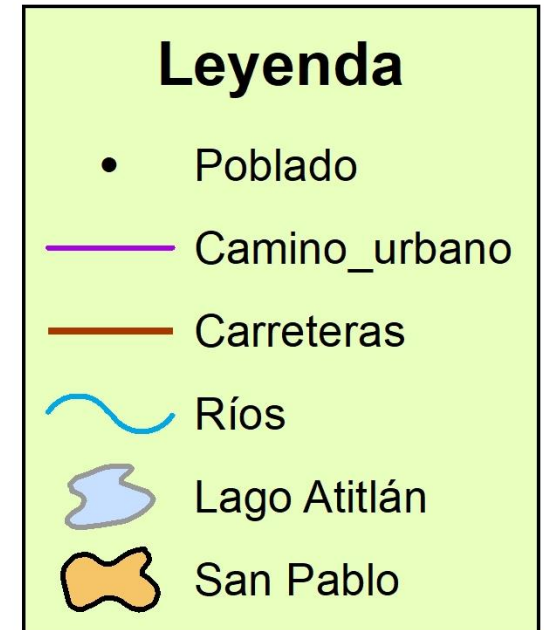 Leyenda
Poblado
Camino_urbano
Carreteras
Ríos
Lago Atitlán
San Pablo